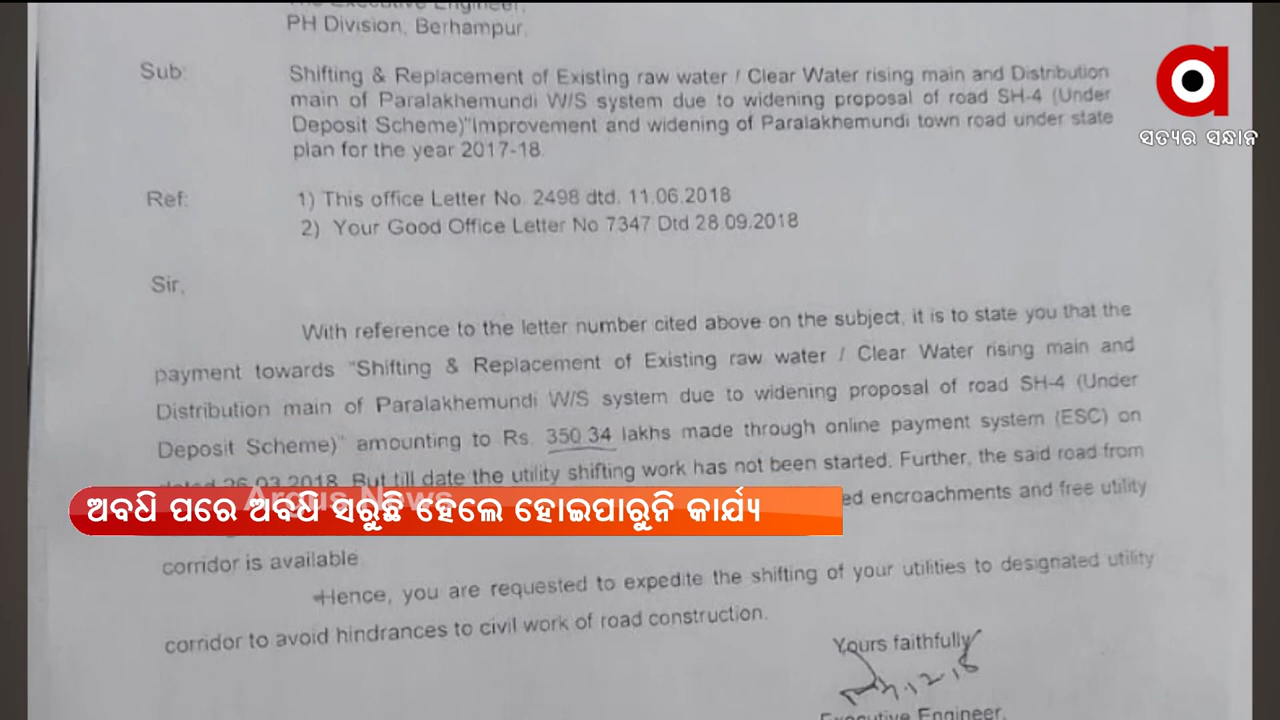 The Executive Engineer,
PH Division, Berhampur,
Sub: Shifting & Replacement of Existing raw water / Clear Water rising main and Distribution
main of Paralakhemundi W/S system due to widening proposal of road SH-4 (Under
Deposit Scheme)"Improvement and widening of Paralakhemundi town road under state
plan for the year 2017-18.
ସତ୍ୟର ସନ୍ଧାନ
Ref: 1) This office Letter No. 2498 dtd. 11.06.2018
2) Your Good Office Letter No 7347 Dtd 28.09.2018
Sir,
With reference to the letter number cited above on the subject, it is to state you that the
payment towards "Shifting & Replacement of Existing raw water / Clear Water rising main and
Distribution main of Paralakhemundi W/S system due to widening proposal of road SH-4 (Under
Deposit Scheme)" amounting to Rs. 350.34 lakhs made through online payment system (ESC) on
dated 26.03.2018. But till date the utility shifting work has not been started. Further, the said road from
ed encroachments and free utility
Argus News
ଅବଧି ପରେ ଅବଧି ସରୁଛି ହେଲେ ହୋଇପାରୁନି କାର୍ଯ୍ୟ
corridor is available.
Hence, you are requested to expedite the shifting of your utilities to designated utility
corridor to avoid hindrances to civil work of road construction.
Yours faithfully
Executive Engineer,